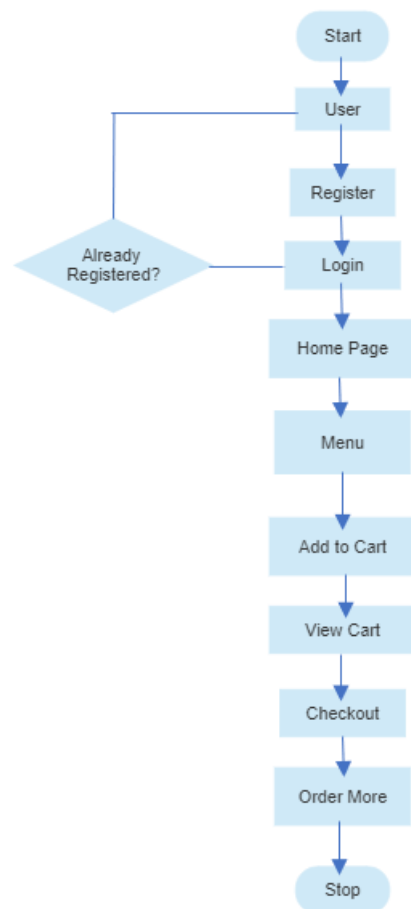 Start
User
Register
Already
Registered?
Login
Home Page
Menu
Add to Cart
View Cart
Checkout
Order More
Stop